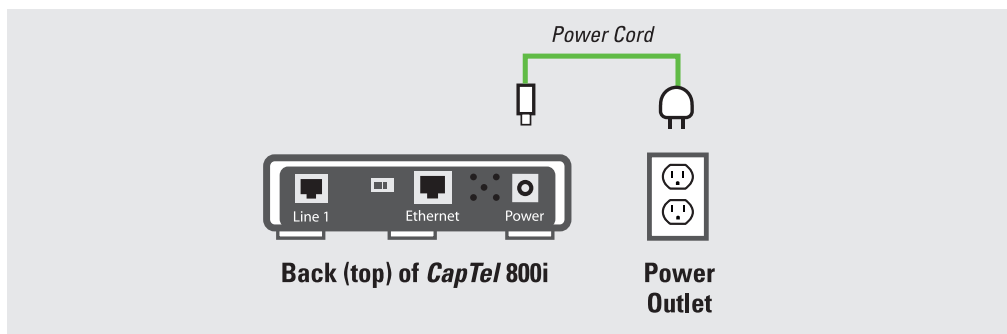 Power Cord
Line 1
Ethernet
Power
Back (top) of CapTel 800i
Power
Outlet